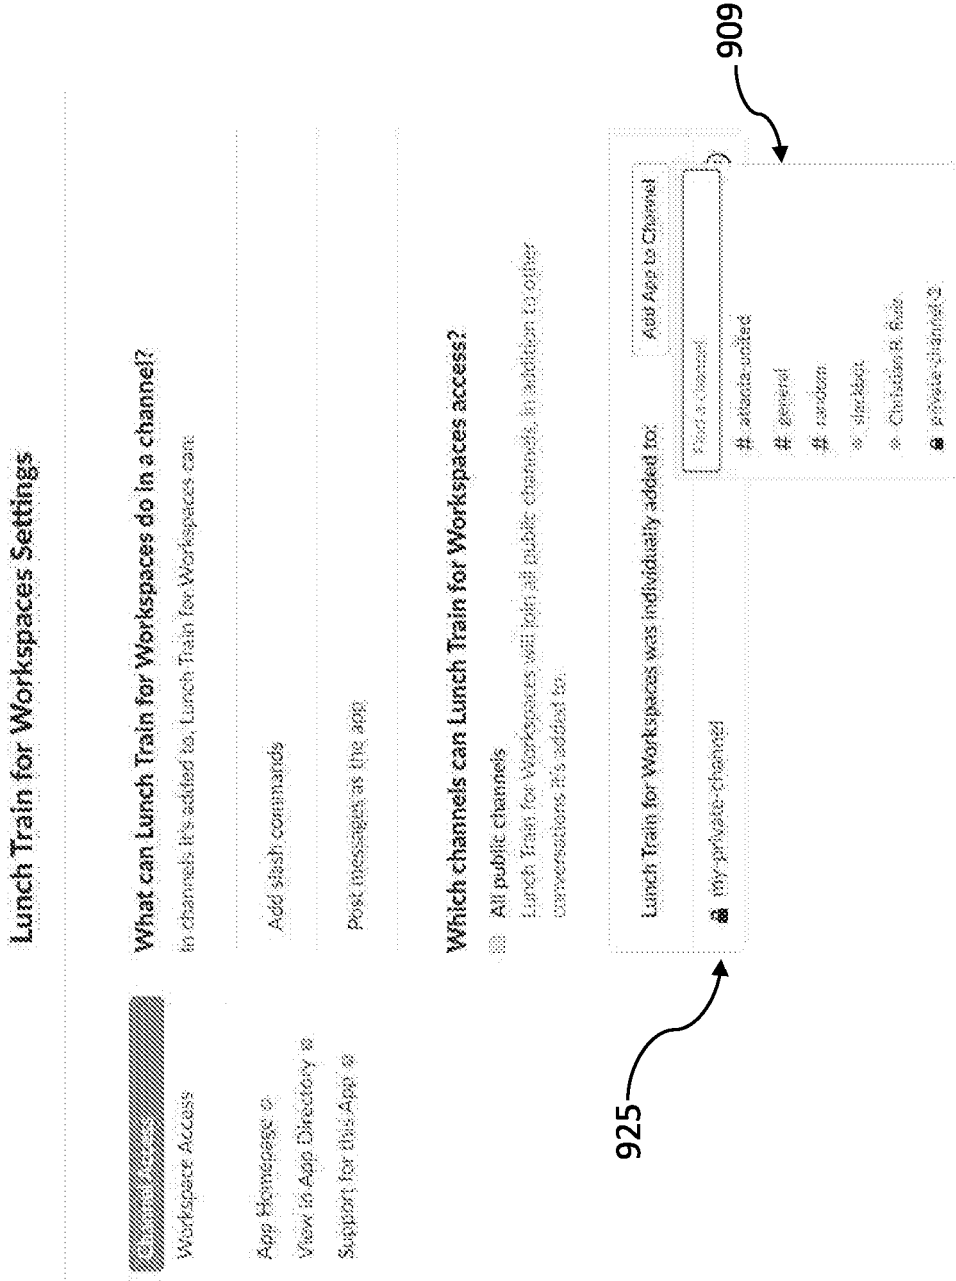 Lunch Train for Workspaces Settings
Workspace Access
App Homepage
View in App Directory
Support for this App
What can Lunch Train for Workspaces do in a channel?
In channels it's added to, Lunch Train for Workspaces can:
Add slash commands
Post messages as the app
Which channels can Lunch Train for Workspaces access?
All public channels
Lunch Train for Workspaces will join all public channels, in addition to other
conversations it's added to.
Lunch Train for Workspaces was individually added to:
Add App to Channel
my-private-channel
Find a channel
# atlanta-united
# general
# random
slackbot
Christian R.
private-channel-2
925
909